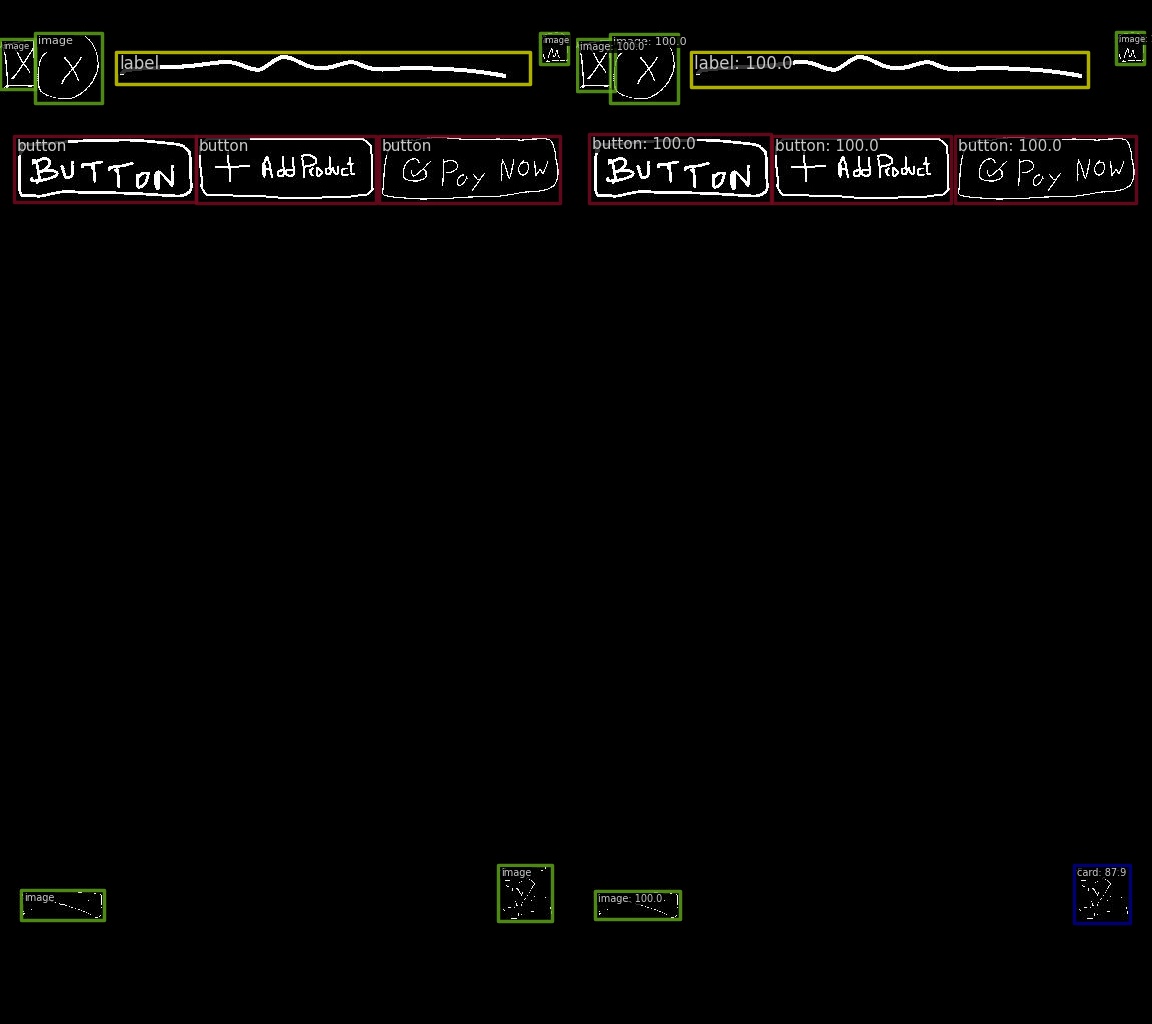 image image image image: 100.0 image: 100.0 image:
label label: 100.0
button button button button: 100.0 button: 100.0 button: 100.0
BUTTON + Add Product Pay NOW BUTTON + Add Product Pay NOW
image image card: 87.9
image: 100.0